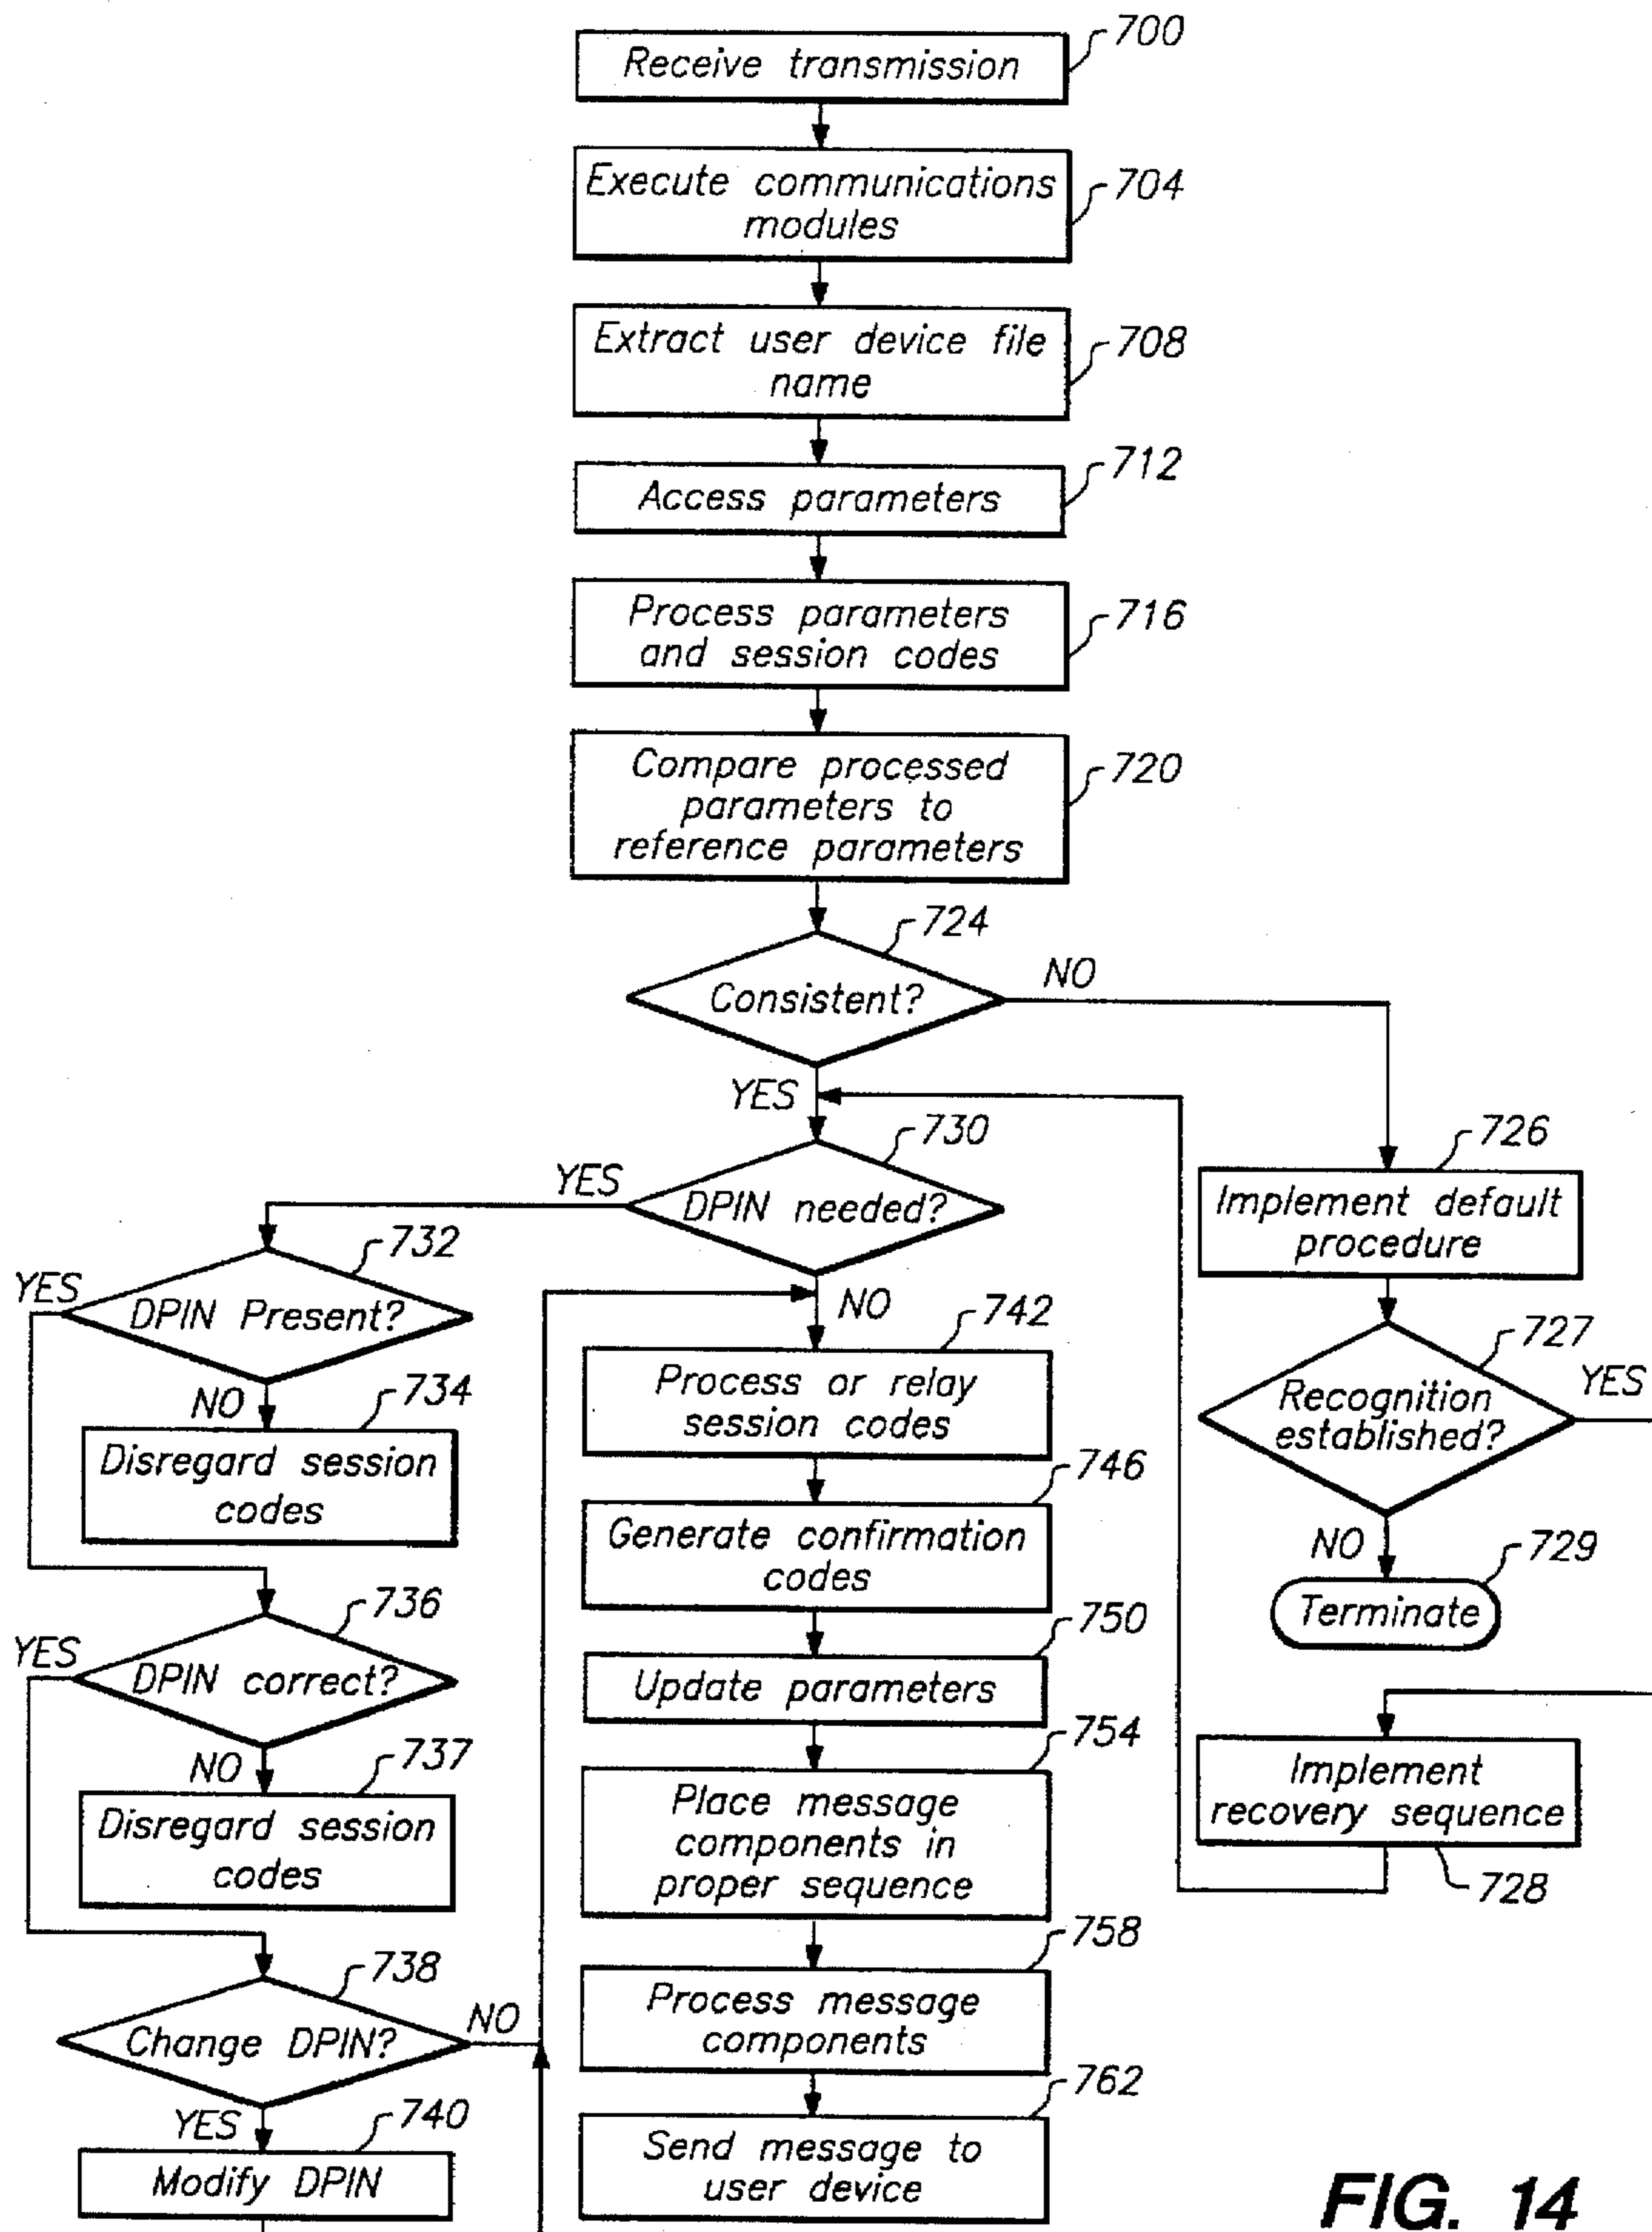 700
Receive transmission
704
Execute communications
modules
708
Extract user device file
name
712
Access parameters
716
Process parameters
and session codes
720
Compare processed
parameters to
reference parameters
724
Consistent?
NO
YES
730
DPIN needed?
YES
NO
726
Implement default
procedure
727
Recognition
established?
YES
NO
729
Terminate
Implement
recovery sequence
728
732
DPIN Present?
YES
NO
734
Disregard session
codes
736
DPIN correct?
YES
NO
737
Disregard session
codes
738
Change DPIN?
NO
YES
740
Modify DPIN
742
Process or relay
session codes
746
Generate confirmation
codes
750
Update parameters
754
Place message
components in
proper sequence
758
Process message
components
762
Send message to
user device
FIG. 14